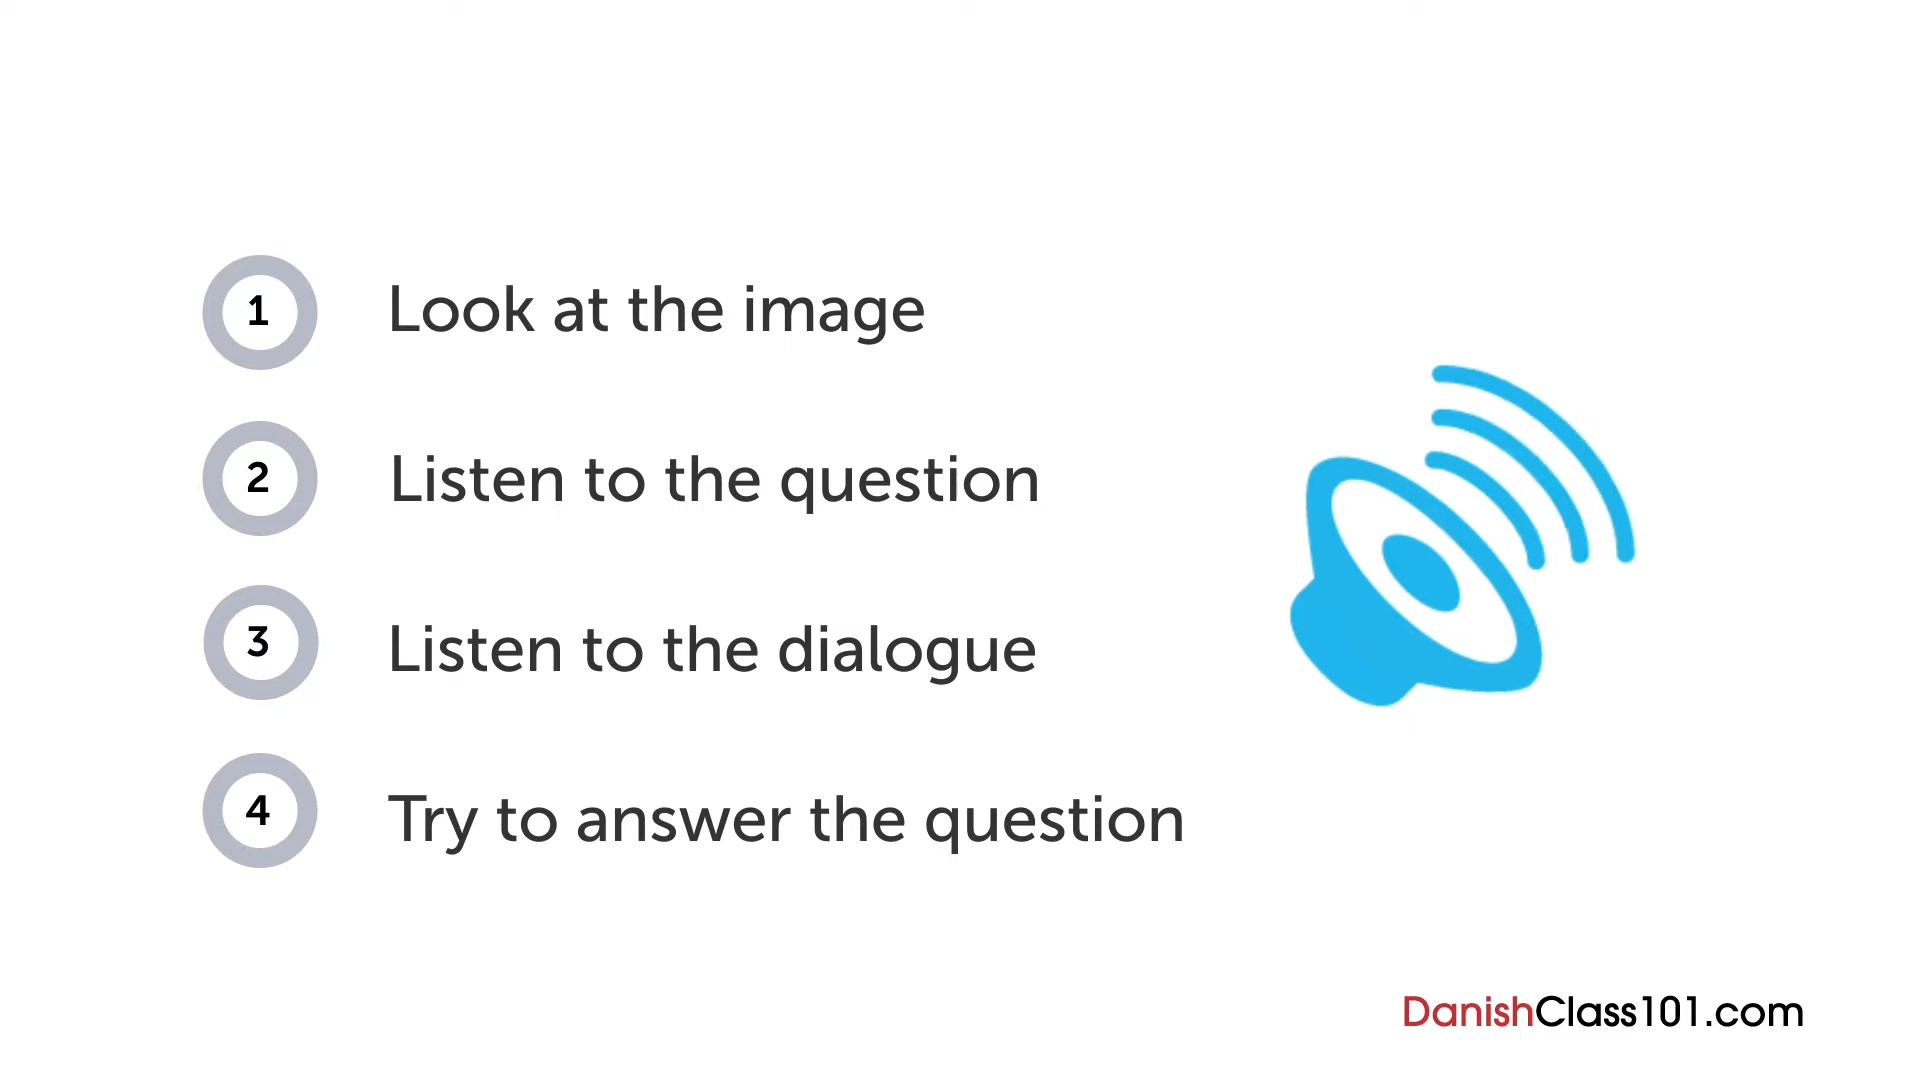 1 Look at the image
2 Listen to the question
3 Listen to the dialogue
4 Try to answer the question
DanishClass101.com